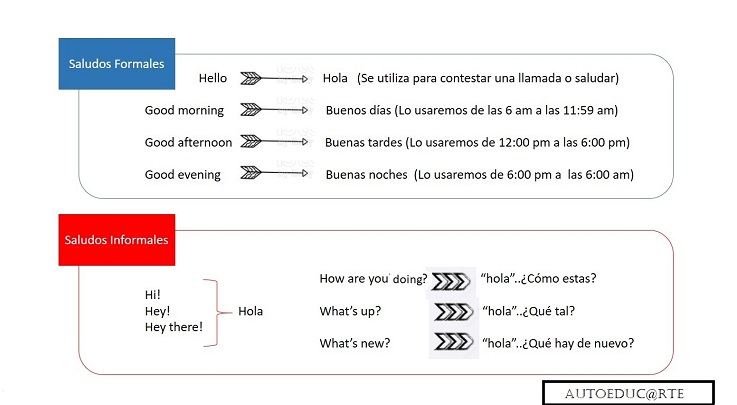 Saludos Formales
Hello Hola (Se utiliza para contestar una llamada o saludar)
Good morning Buenos días (Lo usaremos de las 6 am a las 11:59 am)
Good afternoon Buenas tardes (Lo usaremos de 12:00 pm a las 6:00 pm)
Good evening Buenas noches (Lo usaremos de 6:00 pm a las 6:00 am)
Saludos Informales
Hi!
Hey!
Hey there!
Hola
How are you doing? “hola”..¿Cómo estas?
What’s up? “hola”..¿Qué tal?
What’s new? “hola”..¿Qué hay de nuevo?
AUTOEDUC@RTE